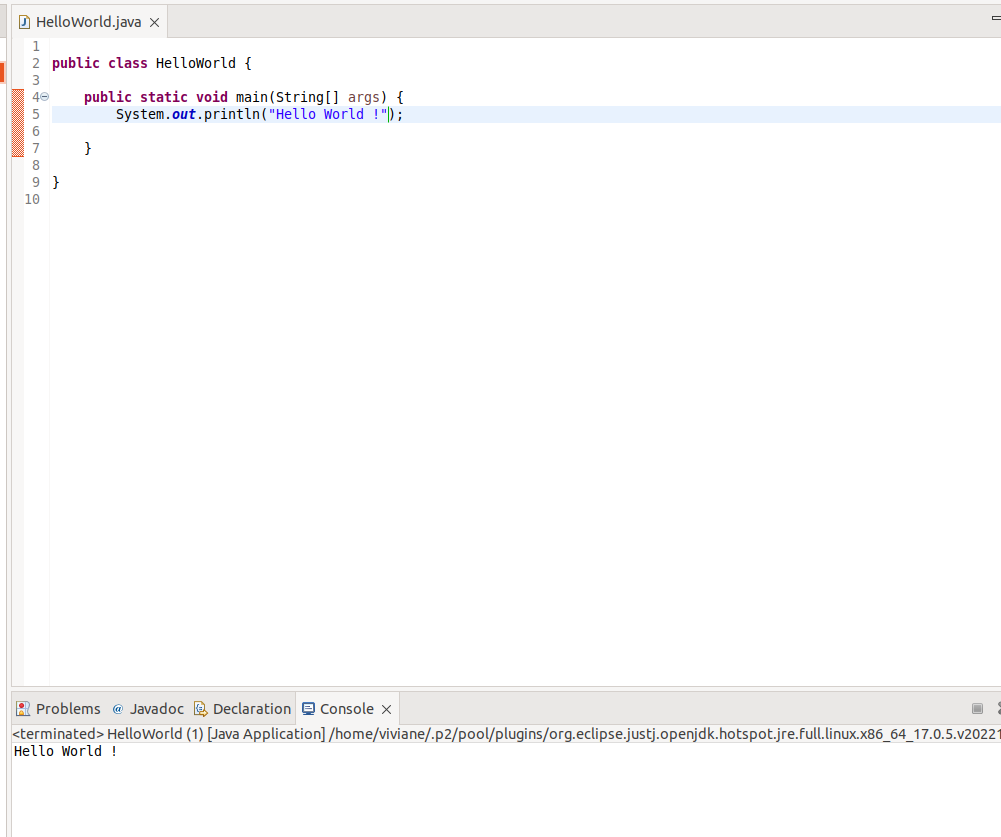 HelloWorld.java
1
2 public class HelloWorld {
3
4 public static void main(String[] args) {
5 System.out.println("Hello World !");
6
7 }
8
9 }
10
Problems @ Javadoc Declaration Console
<terminated> HelloWorld (1) [Java Application] /home/viviane/.p2/pool/plugins/org.eclipse.justj.openjdk.hotspot.jre.full.linux.x86_64_17.0.5.v20221
Hello World !